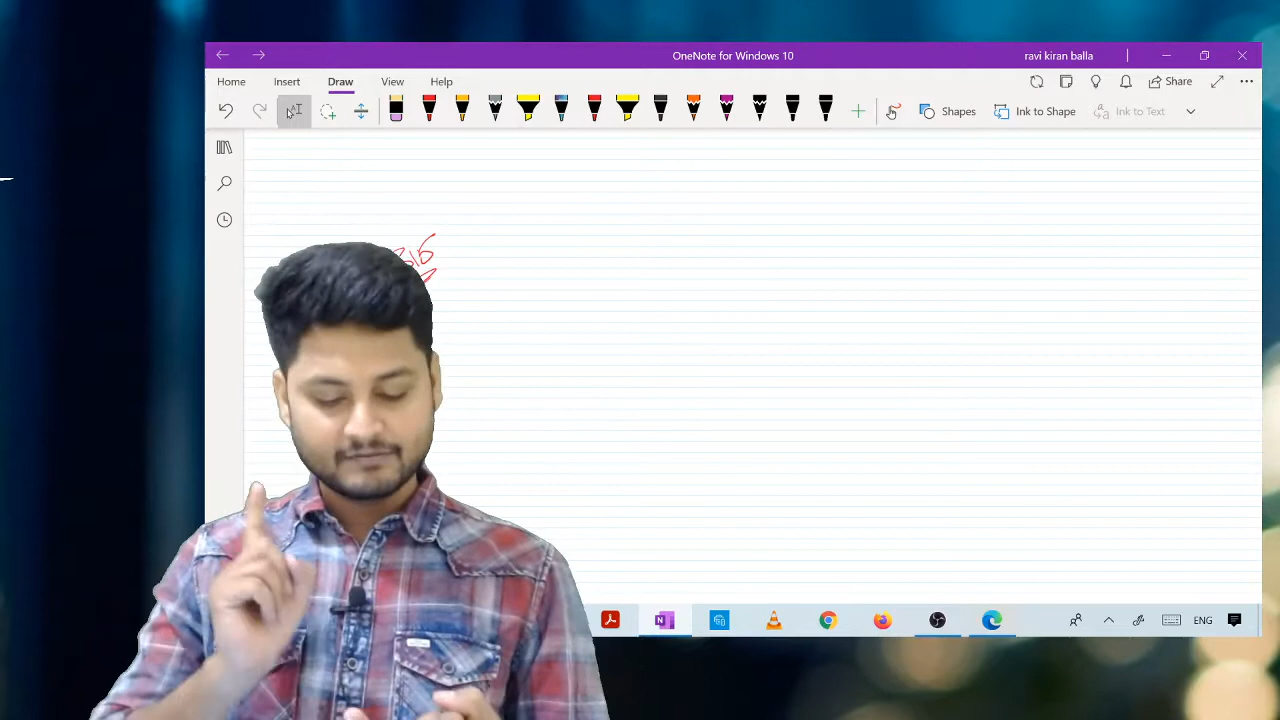 OneNote for Windows 10
ravi kiran balla
Home Insert Draw View Help
Share
Shapes
Ink to Shape
Ink to Text
ENG